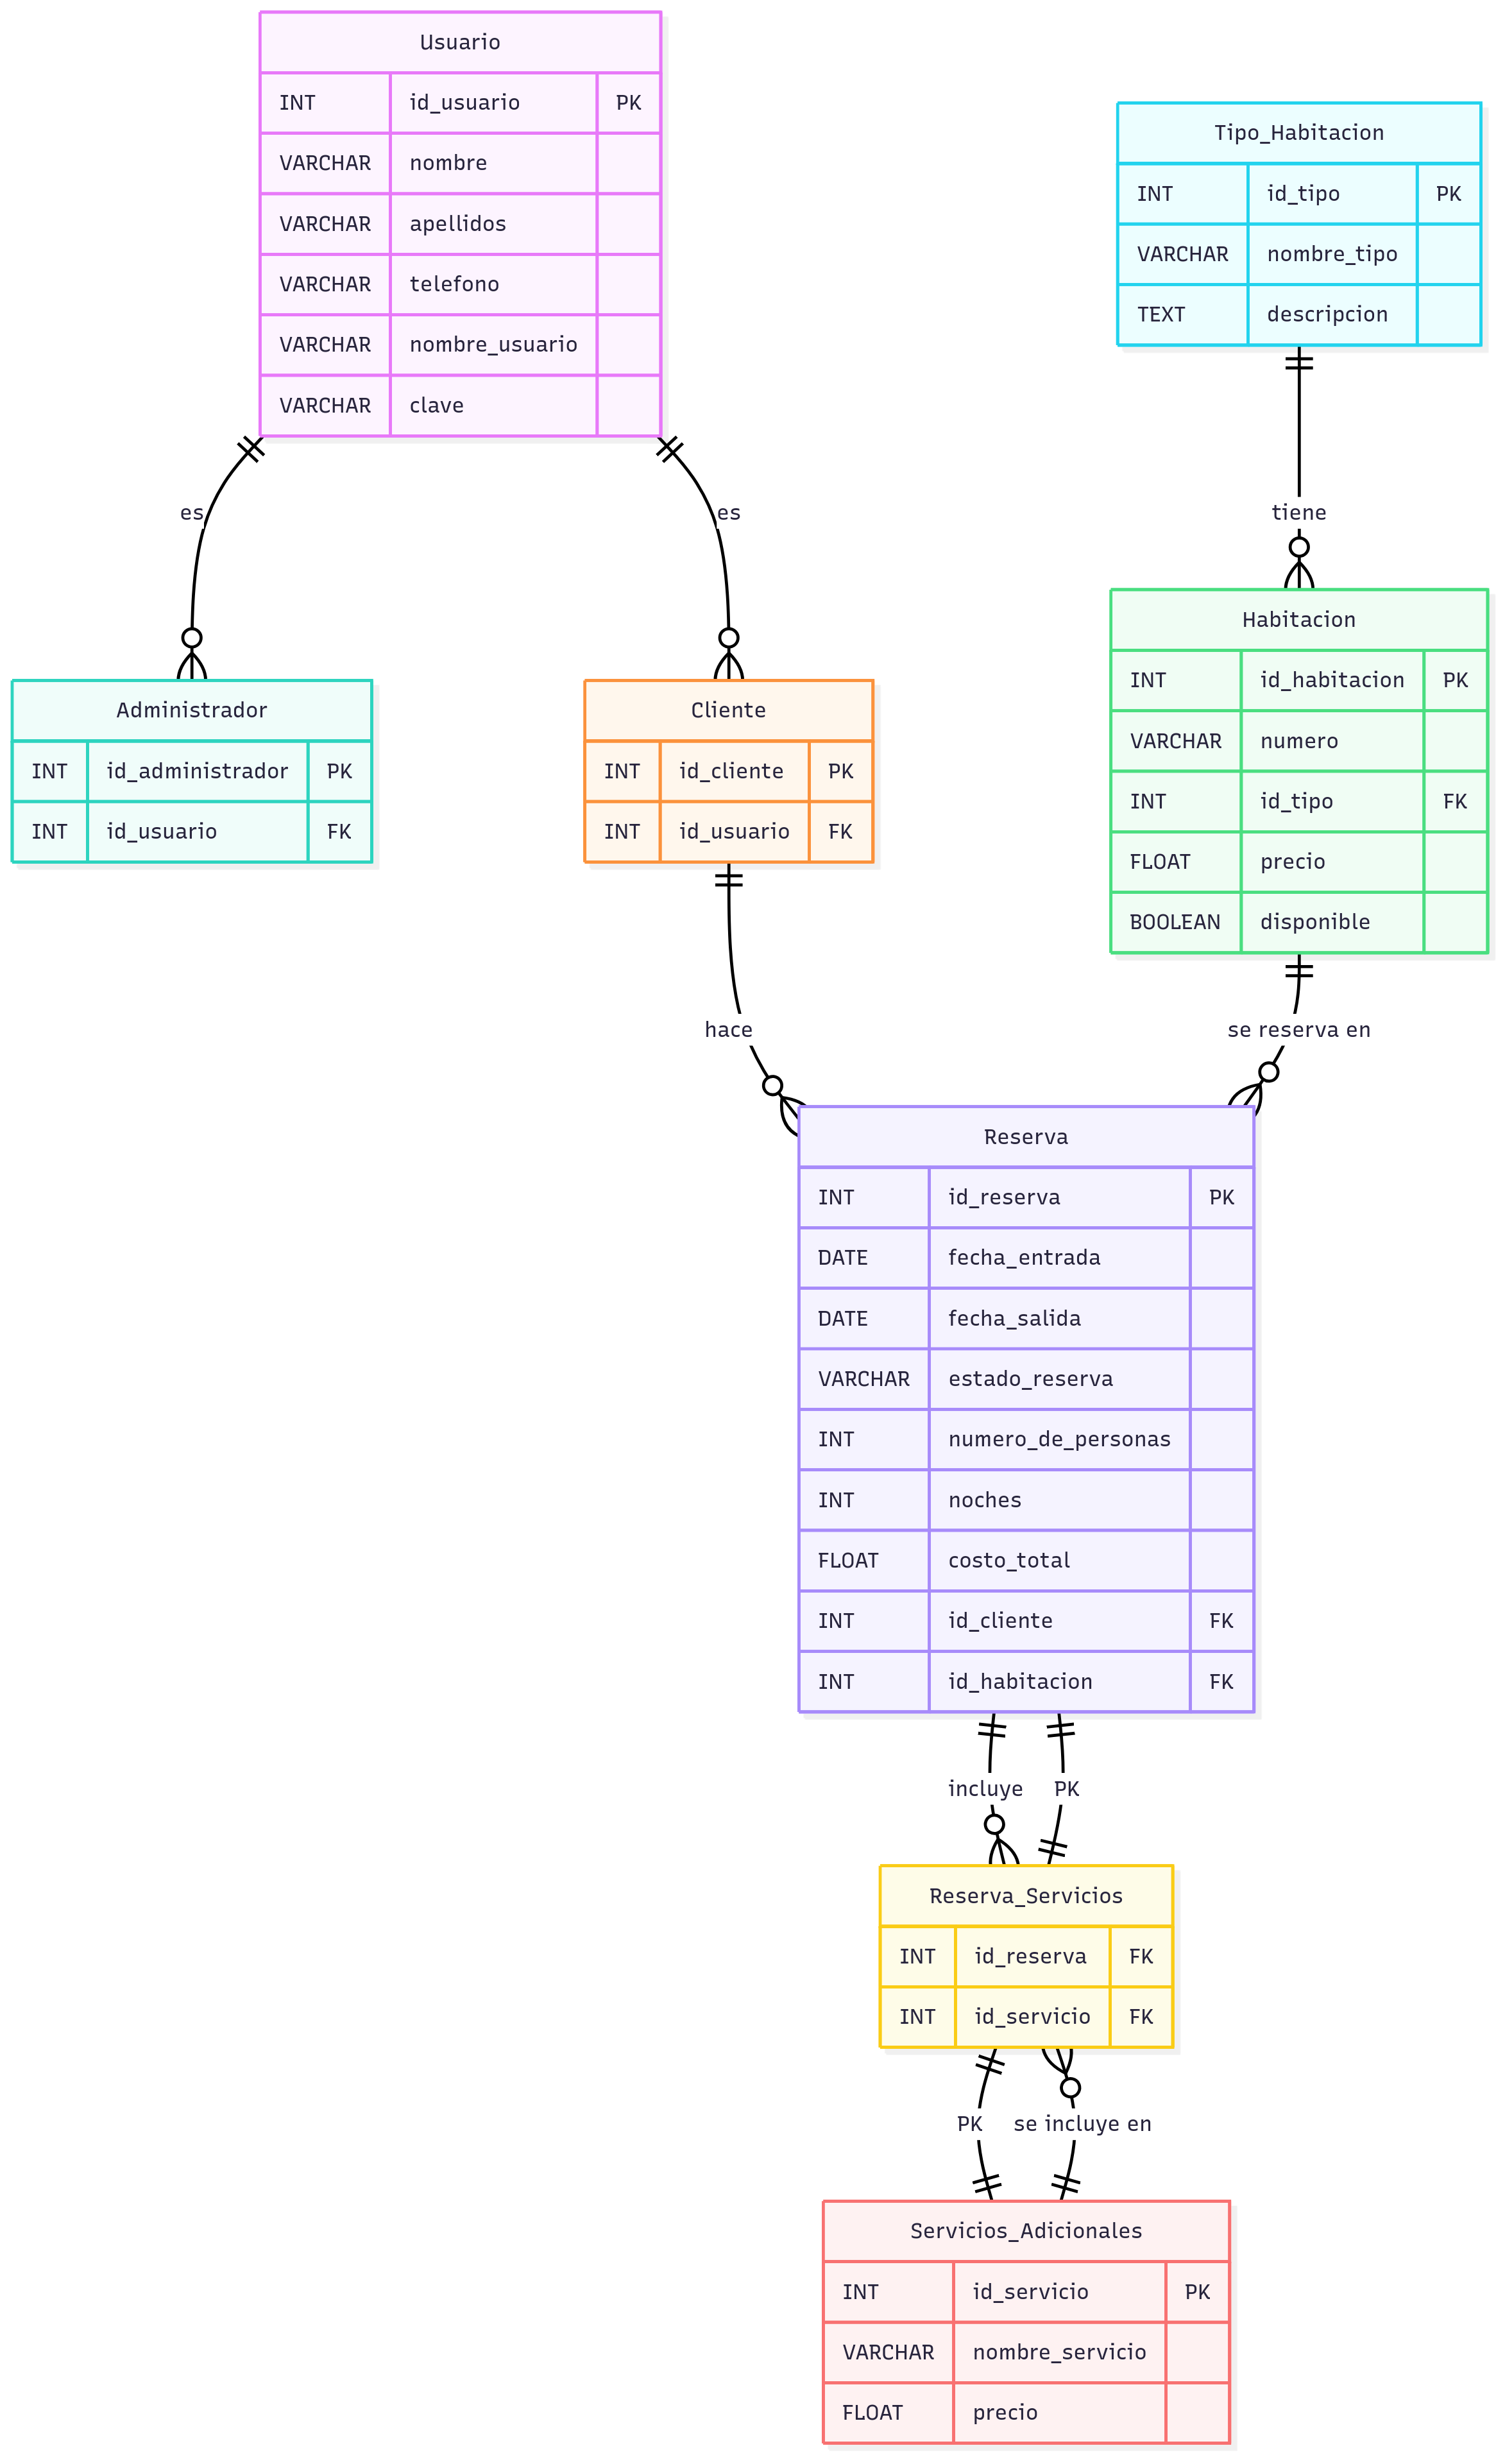 Usuario
INT id_usuario PK
VARCHAR nombre
VARCHAR apellidos
VARCHAR telefono
VARCHAR nombre_usuario
VARCHAR clave
Tipo_Habitacion
INT id_tipo PK
VARCHAR nombre_tipo
TEXT descripcion
es
es
tiene
Administrador
INT id_administrador PK
INT id_usuario FK
Cliente
INT id_cliente PK
INT id_usuario FK
Habitacion
INT id_habitacion PK
VARCHAR numero
INT id_tipo FK
FLOAT precio
BOOLEAN disponible
hace
se reserva en
Reserva
INT id_reserva PK
DATE fecha_entrada
DATE fecha_salida
VARCHAR estado_reserva
INT numero_de_personas
INT noches
FLOAT costo_total
INT id_cliente FK
INT id_habitacion FK
incluye
PK
Reserva_Servicios
INT id_reserva FK
INT id_servicio FK
PK
se incluye en
Servicios_Adicionales
INT id_servicio PK
VARCHAR nombre_servicio
FLOAT precio